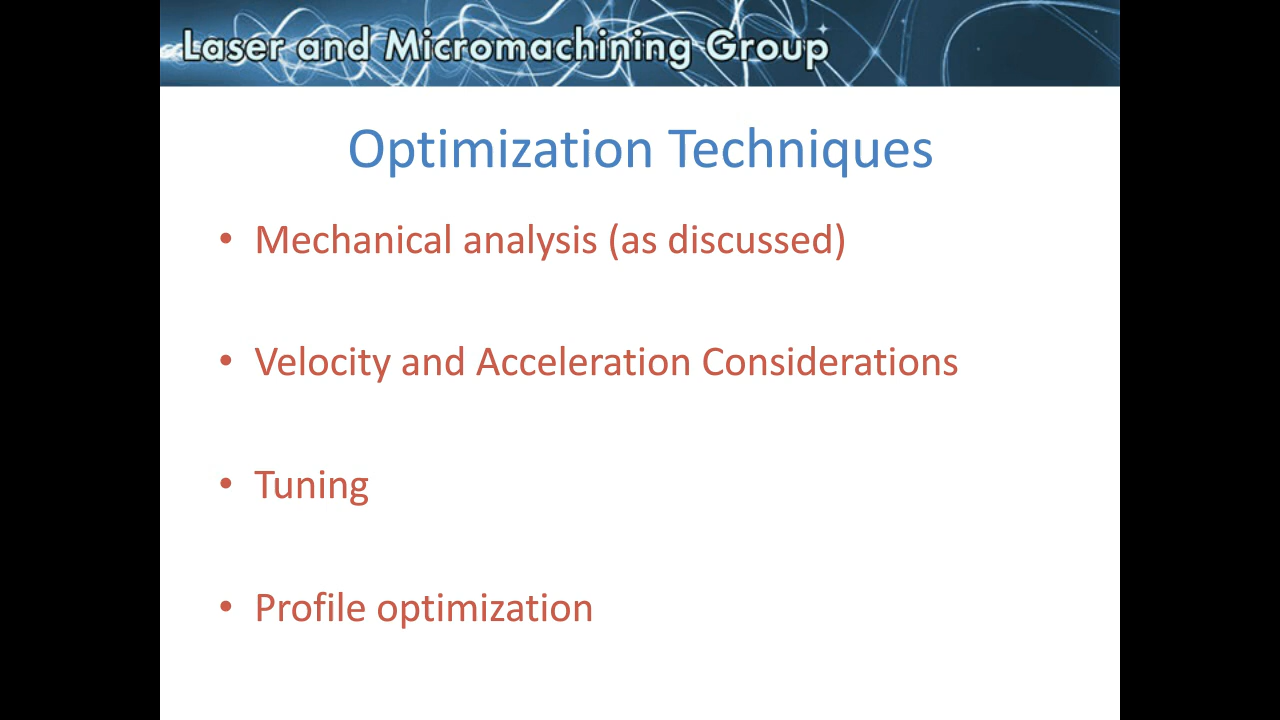 Laser and Micromachining Group
Optimization Techniques
• Mechanical analysis (as discussed)
• Velocity and Acceleration Considerations
• Tuning
• Profile optimization